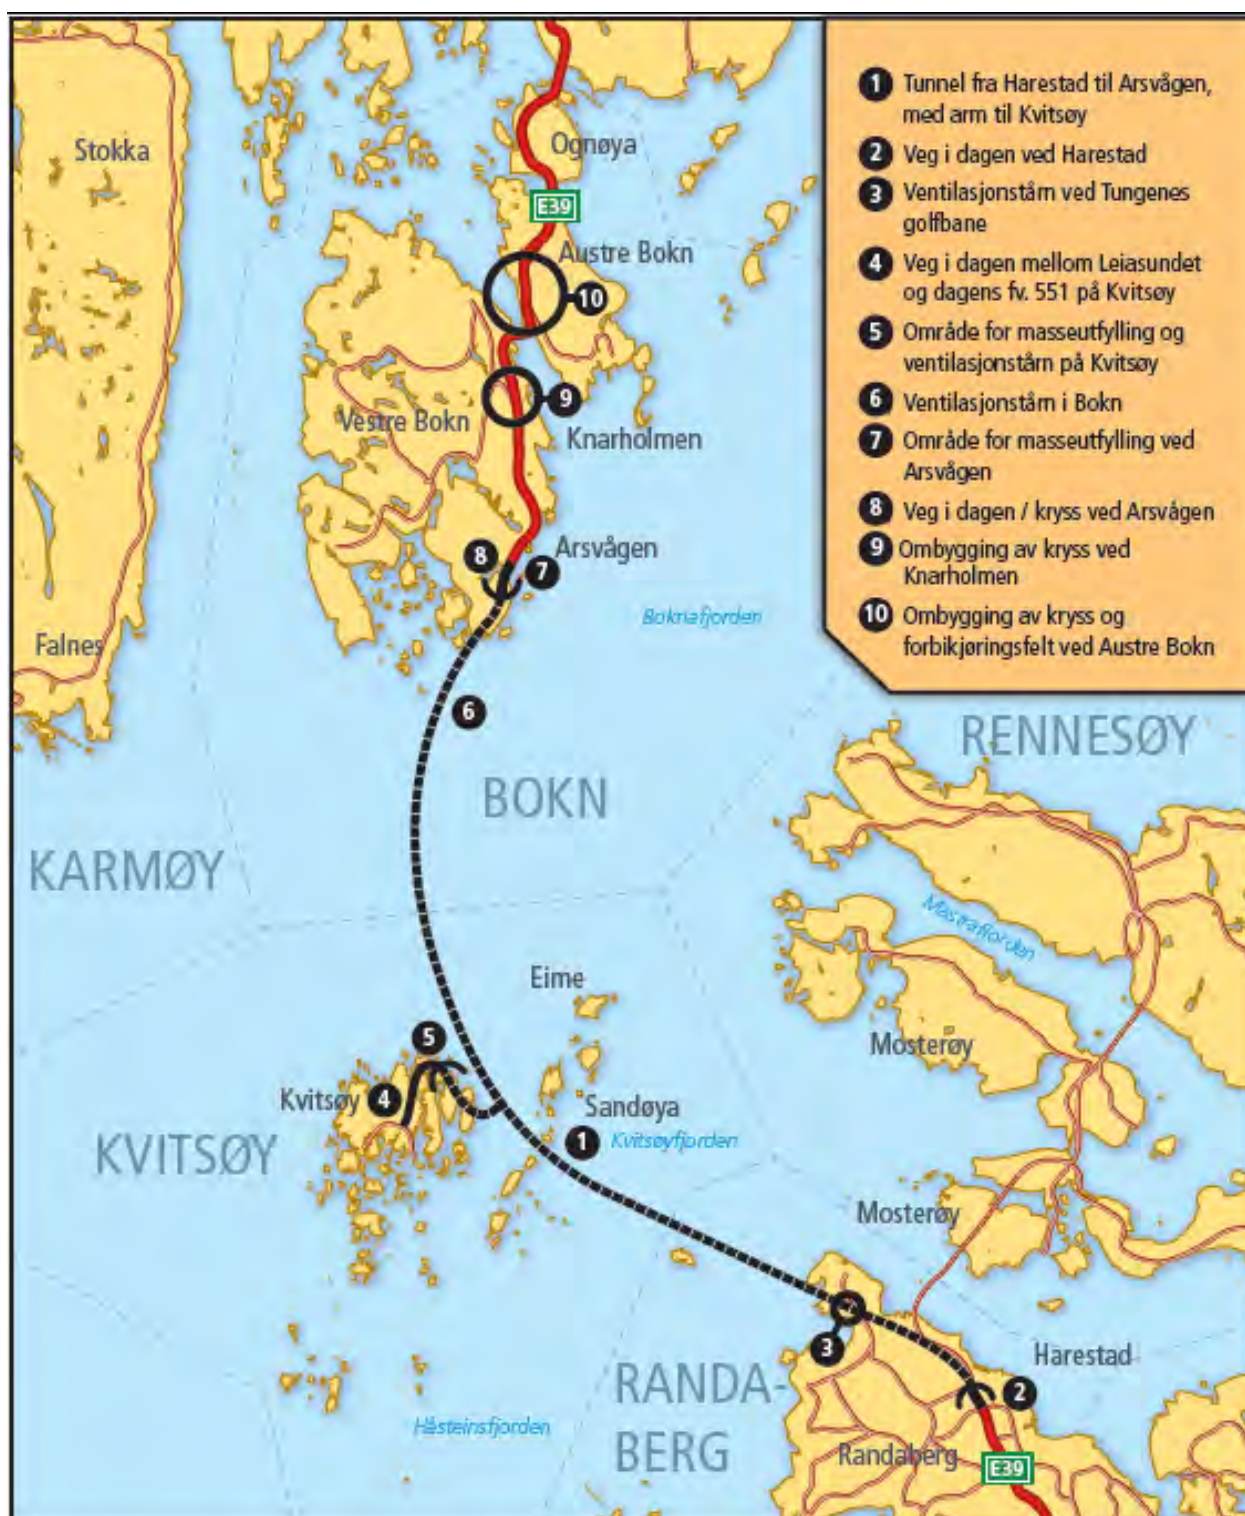 Stokka
Ognøya
E39
Austre Bokn
10
9
Vestre Bokn
Knarholmen
Arsvågen
8
7
Boknafjorden
Falnes
6
BOKN
KARMØY
RENNESØY
Mastrafjorden
Eime
Mosterøy
5
Kvitsøy
4
Sandøya
1
Kvitsøyfjorden
KVITSØY
Mosterøy
3
Harestad
2
RANDA-
BERG
Håsteinsfjorden
Randaberg
E39
1 Tunnel fra Harestad til Arsvågen,
med arm til Kvitsøy
2 Veg i dagen ved Harestad
3 Ventilasjonstårn ved Tungenes
golfbane
4 Veg i dagen mellom Leiasundet
og dagens fv. 551 på Kvitsøy
5 Område for masseutfylling og
ventilasjonstårn på Kvitsøy
6 Ventilasjonstårn i Bokn
7 Område for masseutfylling ved
Arsvågen
8 Veg i dagen / kryss ved Arsvågen
9 Ombygging av kryss ved
Knarholmen
10 Ombygging av kryss og
forbikjøringsfelt ved Austre Bokn